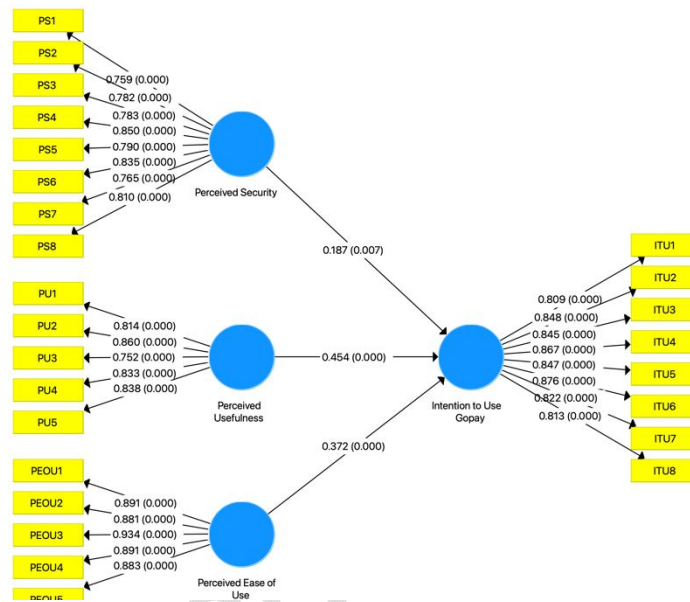 PS1
PS2
PS3
PS4
PS5
PS6
PS7
PS8
0.759 (0.000)
0.782 (0.000)
0.783 (0.000)
0.850 (0.000)
0.790 (0.000)
0.835 (0.000)
0.765 (0.000)
0.810 (0.000)
Perceived Security
0.187 (0.007)
PU1
PU2
PU3
PU4
PU5
0.814 (0.000)
0.860 (0.000)
0.752 (0.000)
0.833 (0.000)
0.838 (0.000)
Perceived
Usefulness
0.454 (0.000)
PEOU1
PEOU2
PEOU3
PEOU4
PEOU5
0.891 (0.000)
0.881 (0.000)
0.934 (0.000)
0.891 (0.000)
0.883 (0.000)
Perceived Ease of
Use
0.372 (0.000)
Intention to Use
Gopay
0.809 (0.000)
0.848 (0.000)
0.845 (0.000)
0.867 (0.000)
0.847 (0.000)
0.876 (0.000)
0.822 (0.000)
0.813 (0.000)
ITU1
ITU2
ITU3
ITU4
ITU5
ITU6
ITU7
ITU8